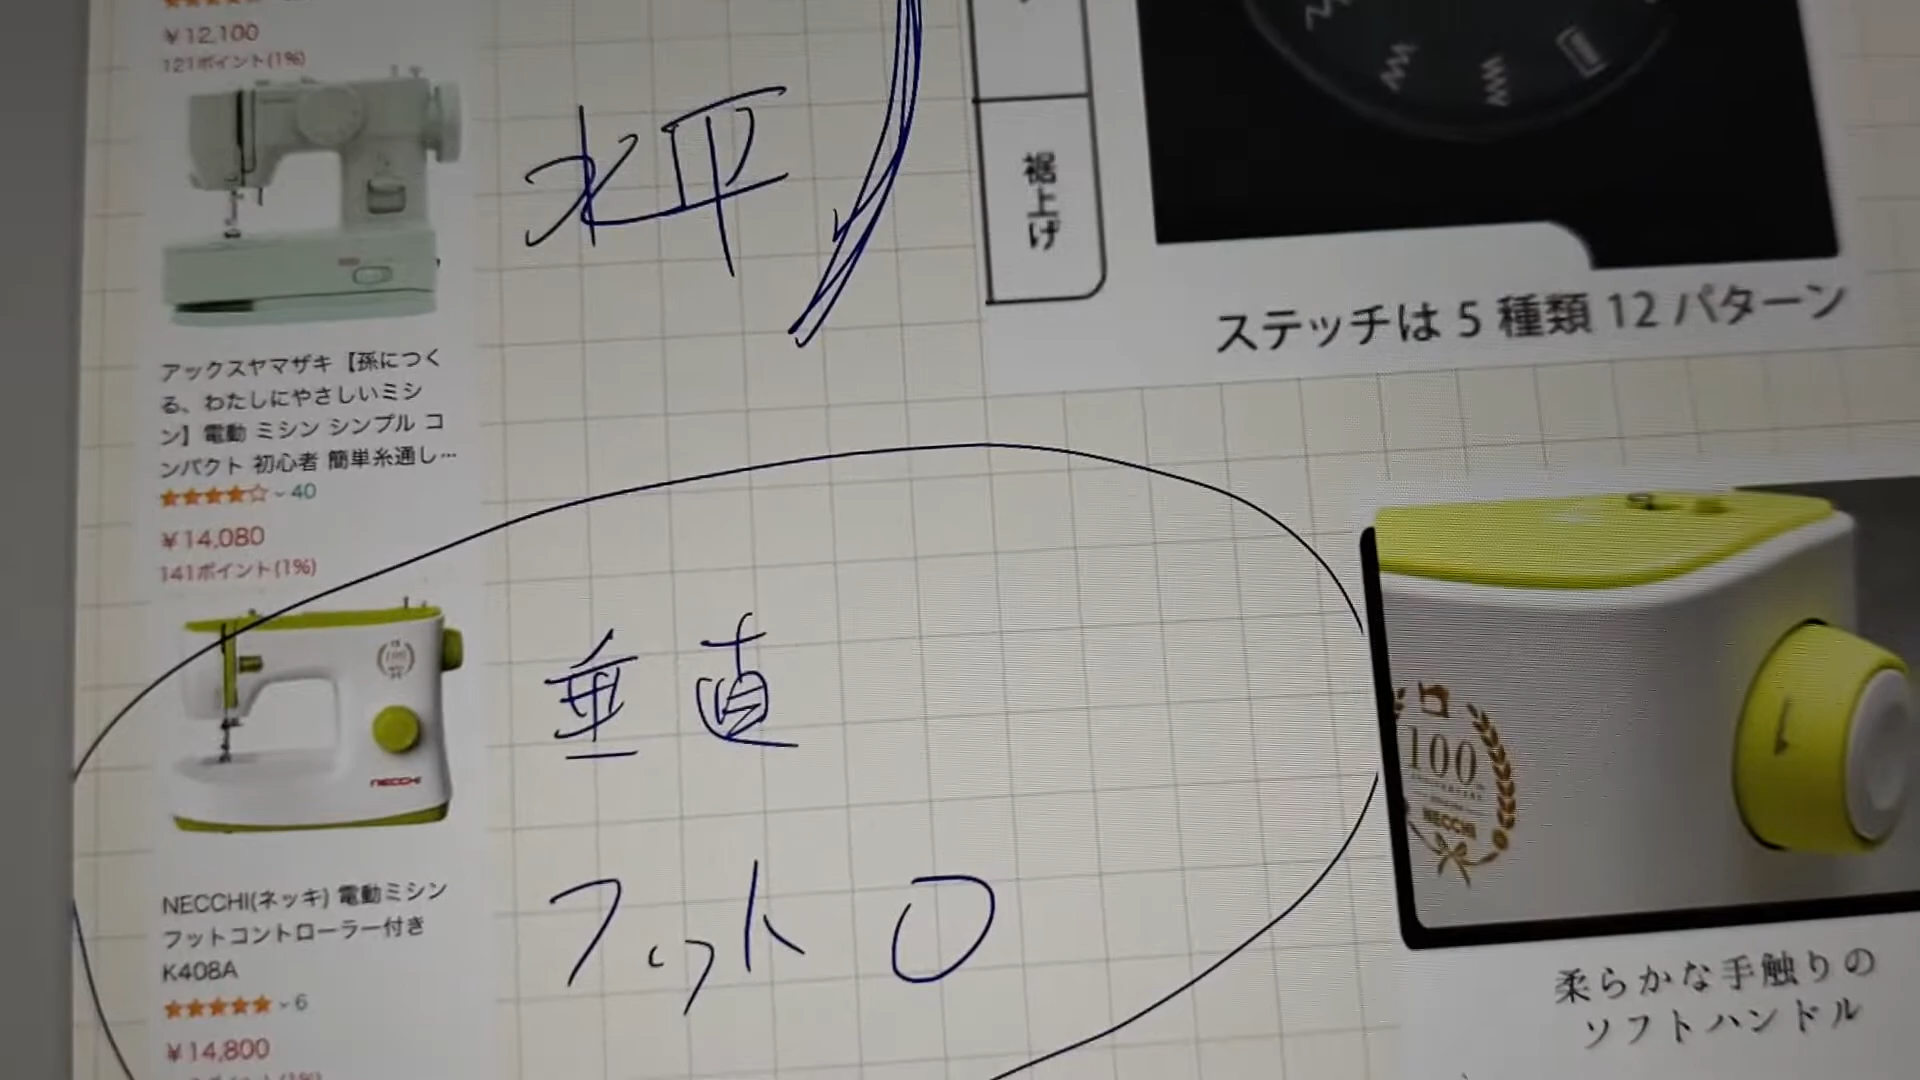 ￥12,100
121ポイント(1%)
水平
裾上げ
ステッチは5種類12パターン
アックスヤマザキ【孫につく
る、わたしにやさしいミシ
ン】電動 ミシン シンプル コ
ンパクト 初心者 簡単糸通し…
40
￥14,080
141ポイント(1%)
100
NECCHI
垂直
100
NECCHI
フットO
NECCHI(ネッキ) 電動ミシン
フットコントローラー付き
K408A
6
￥14,800
柔らかな手触りの
ソフトハンドル